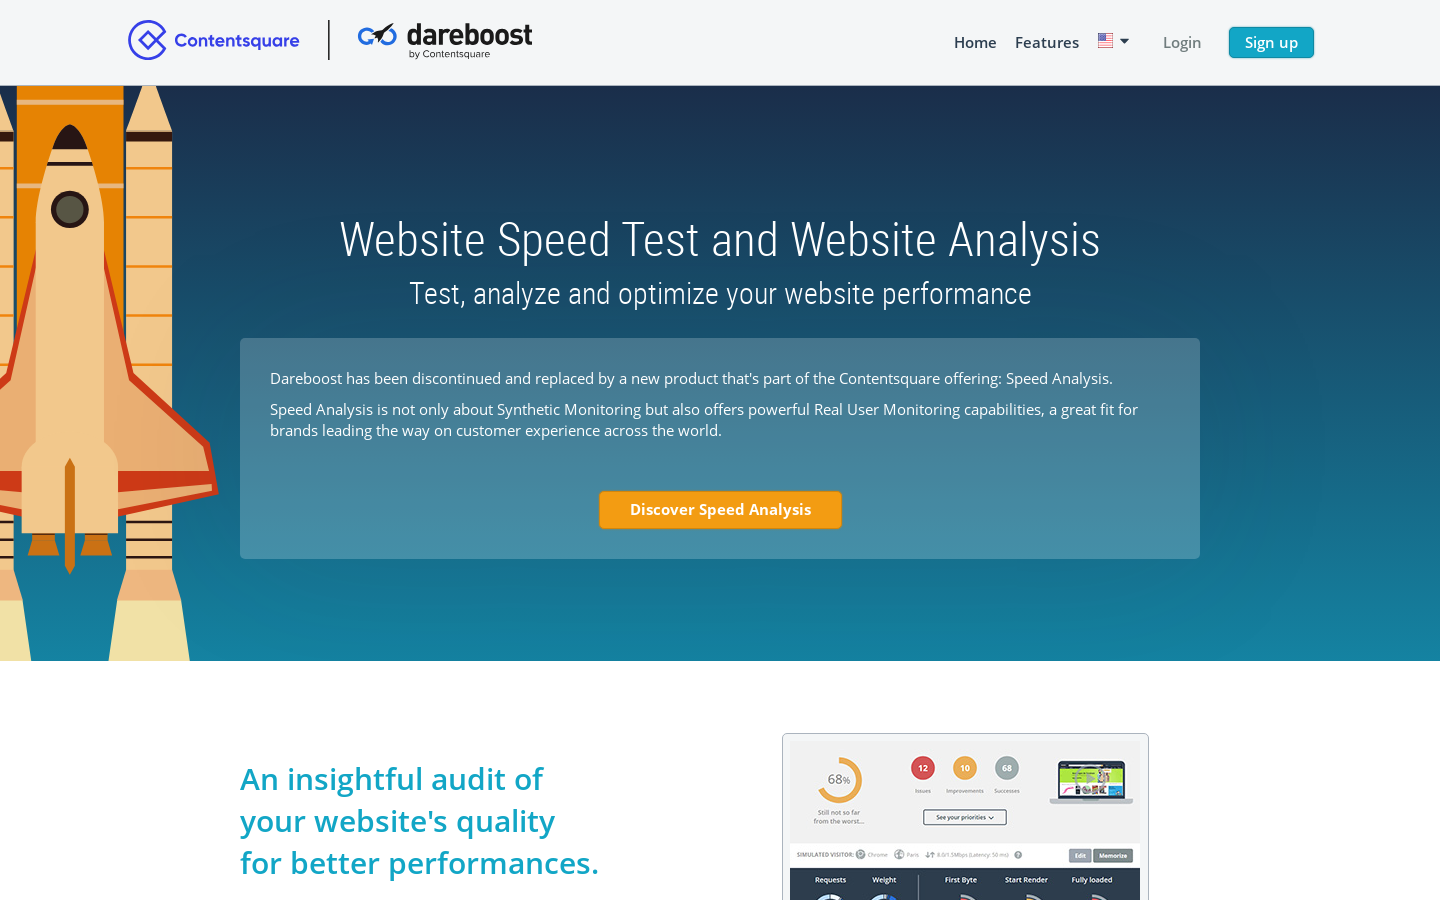 Contentsquare
dareboost
by Contentsquare
Home Features Login Sign up
Website Speed Test and Website Analysis
Test, analyze and optimize your website performance
Dareboost has been discontinued and replaced by a new product that's part of the Contentsquare offering: Speed Analysis.
Speed Analysis is not only about Synthetic Monitoring but also offers powerful Real User Monitoring capabilities, a great fit for
brands leading the way on customer experience across the world.
Discover Speed Analysis
An insightful audit of
your website's quality
for better performances.
68%
Still not so far
from the worst...
12 10 68
Issues Improvements Successes
See your priorities
SIMULATED VISITOR: Chrome Paris 8.0/1.5Mbps (Latency: 50 ms) ? Edit Memorize
Requests Weight First Byte Start Render Fully loaded